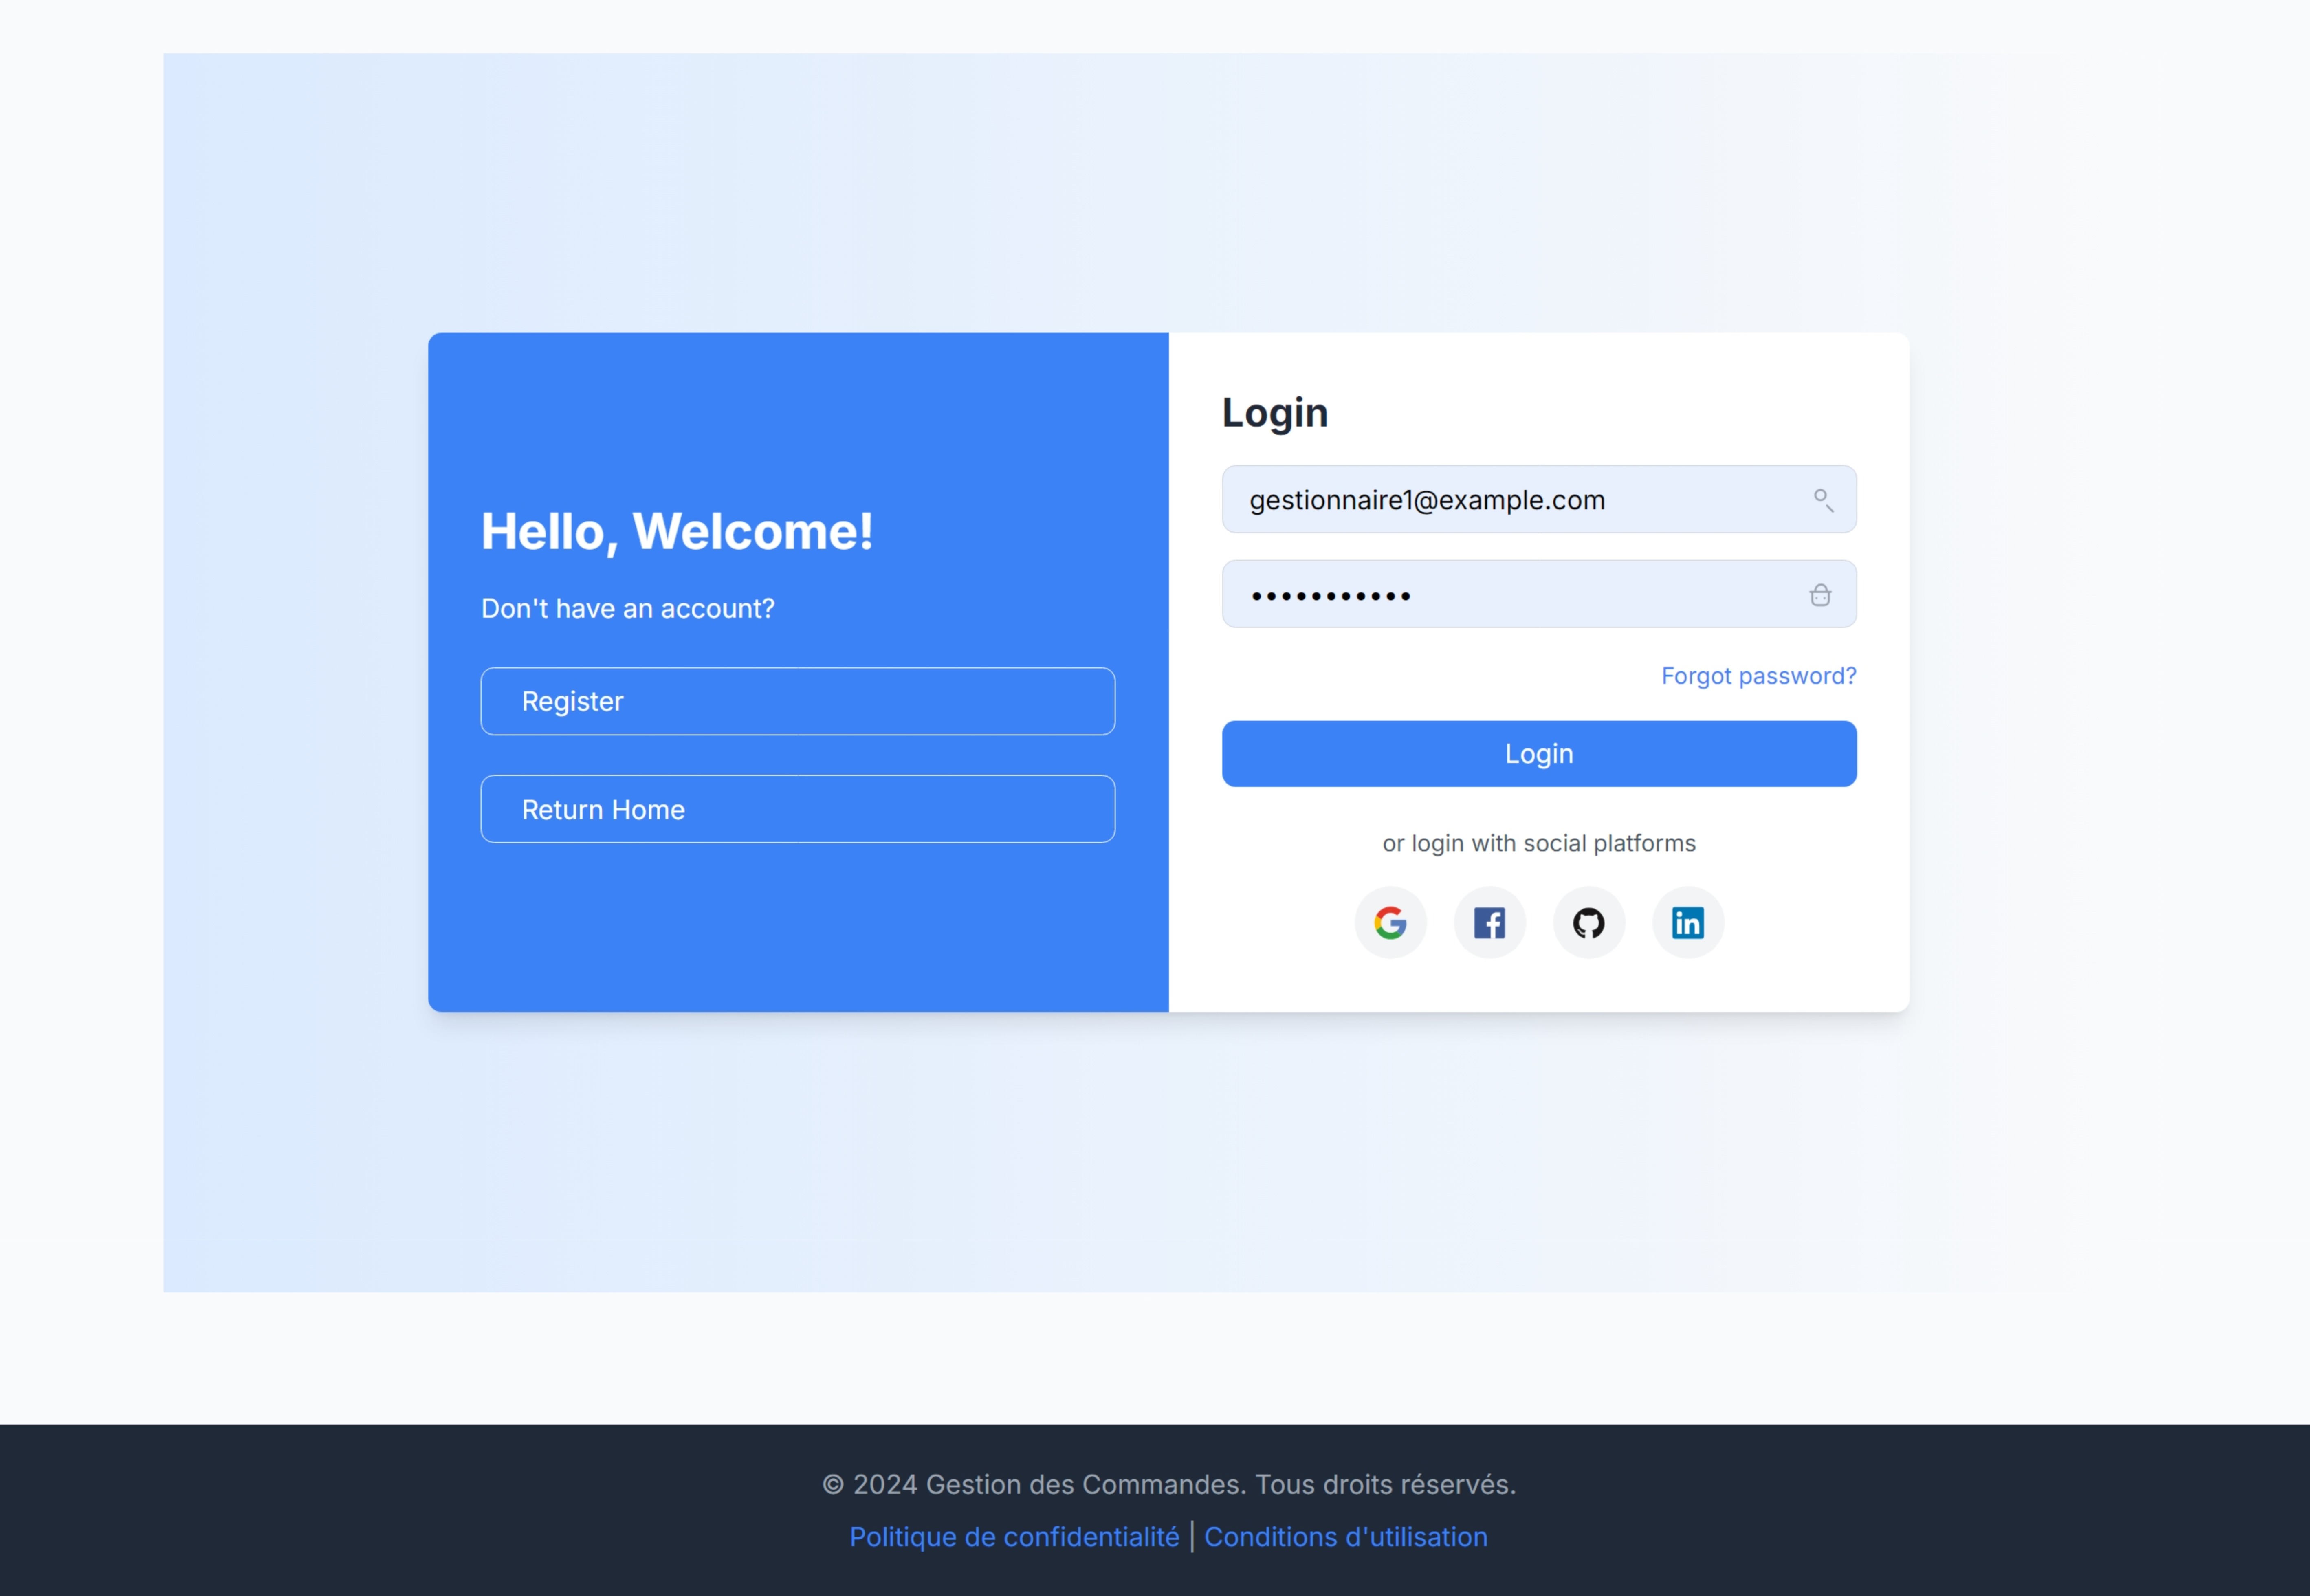 Hello, Welcome!
Don't have an account?
Register
Return Home
Login
gestionnaire1@example.com
•••••••••••
Forgot password?
Login
or login with social platforms
© 2024 Gestion des Commandes. Tous droits réservés.
Politique de confidentialité | Conditions d'utilisation